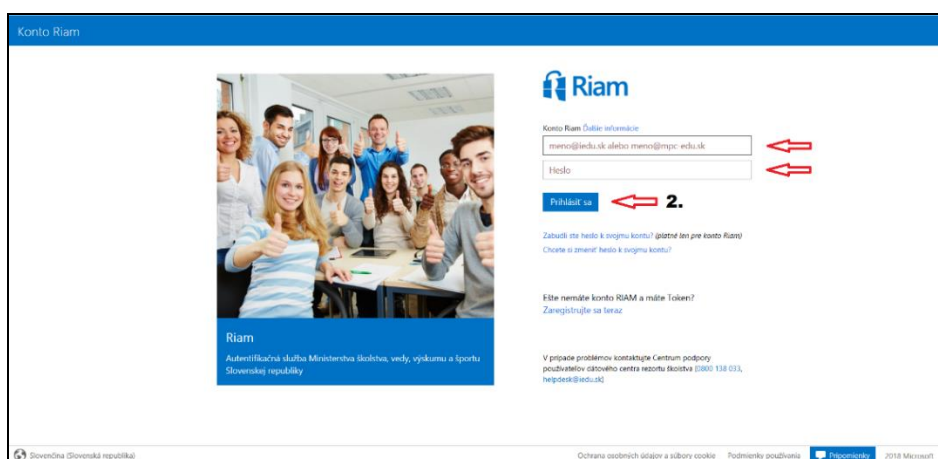 Konto Riam
Riam
Konto Riam Ďalšie informácie
meno@iedu.sk alebo meno@mpc-edu.sk
Heslo
Prihlásiť sa
2.
Zabudli ste heslo k svojmu kontu? (platné len pre konto Riam)
Chcete si zmeniť heslo k svojmu kontu?
Ešte nemáte konto RIAM a máte Token?
Zaregistrujte sa teraz
Riam
Autentifikačná služba Ministerstva školstva, vedy, výskumu a športu
Slovenskej republiky
V prípade problémov kontaktujte Centrum podpory
používateľov dátového centra rezortu školstva (0800 138 033,
helpdesk@iedu.sk)
Slovenčina (Slovenská republika)
Ochrana osobných údajov a súbory cookie Podmienky používania Pripomienky 2018 Microsoft